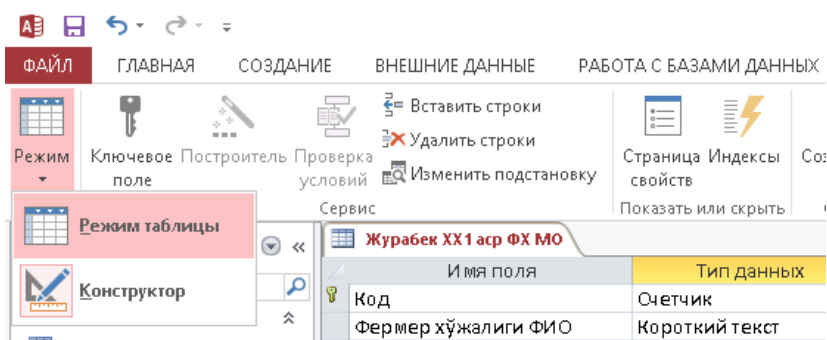 ФАЙЛ ГЛАВНАЯ СОЗДАНИЕ ВНЕШНИЕ ДАННЫЕ РАБОТА С БАЗАМИ ДАННЫХ
Режим
Ключевое поле
Построитель
Проверка условий
Вставить строки
Удалить строки
Изменить подстановку
Страница свойств
Индексы
Соз
Сервис
Показать или скрыть
Режим таблицы
Конструктор
Журабек XX1 аср ФХ МО
Имя поля Тип данных
Код Счетчик
Фермер хўжалиги ФИО Короткий текст